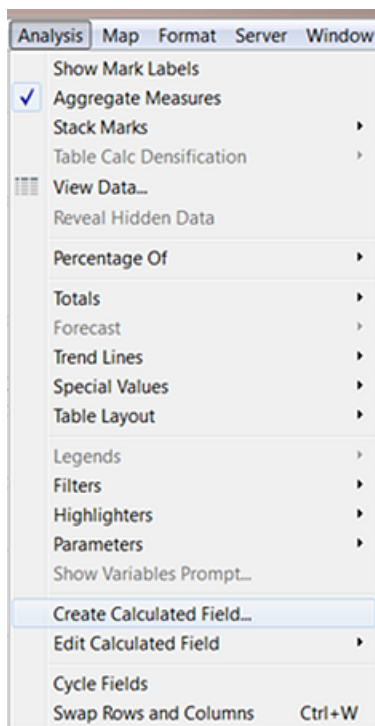 Analysis Map Format Server Window
Show Mark Labels
Aggregate Measures
Stack Marks
Table Calc Densification
View Data...
Reveal Hidden Data
Percentage Of
Totals
Forecast
Trend Lines
Special Values
Table Layout
Legends
Filters
Highlighters
Parameters
Show Variables Prompt...
Create Calculated Field...
Edit Calculated Field
Cycle Fields
Swap Rows and Columns Ctrl+W